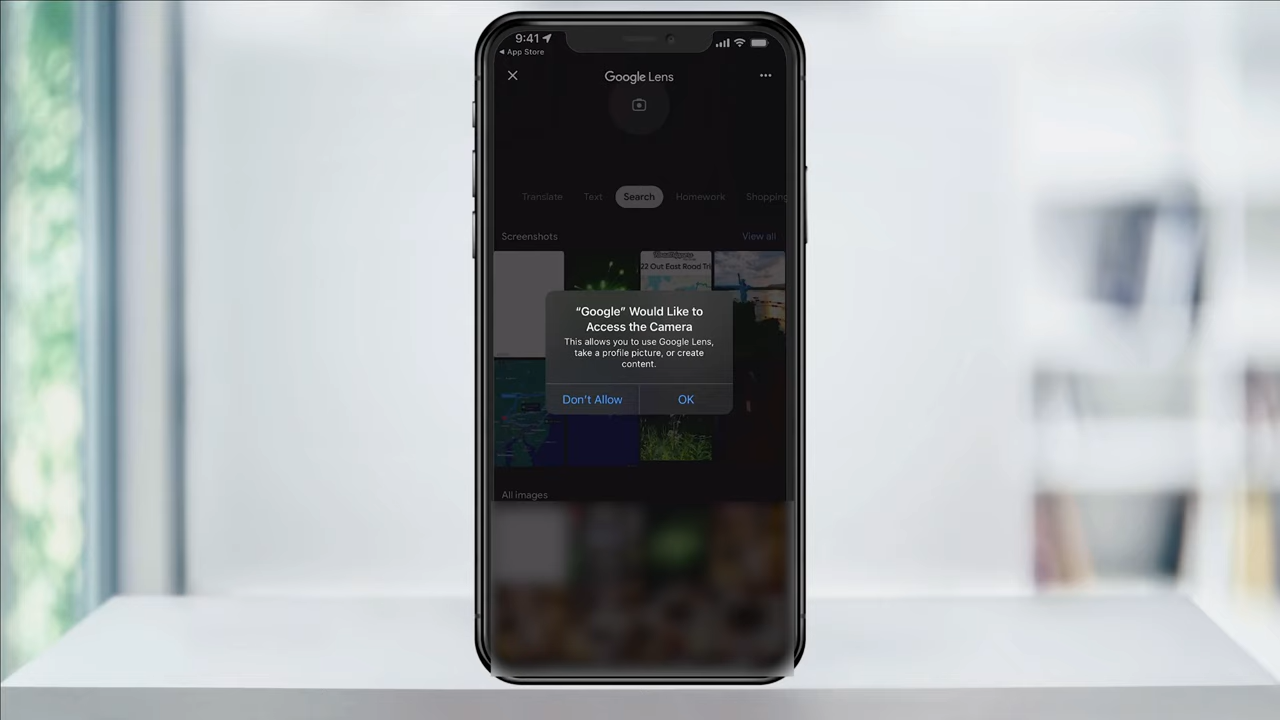 9:41
◀ App Store
Google Lens
Translate Text Search Homework Shopping
Screenshots View all
22 Out East Road Tri
“Google” Would Like to
Access the Camera
This allows you to use Google Lens,
take a profile picture, or create
content.
Don't Allow OK
All images